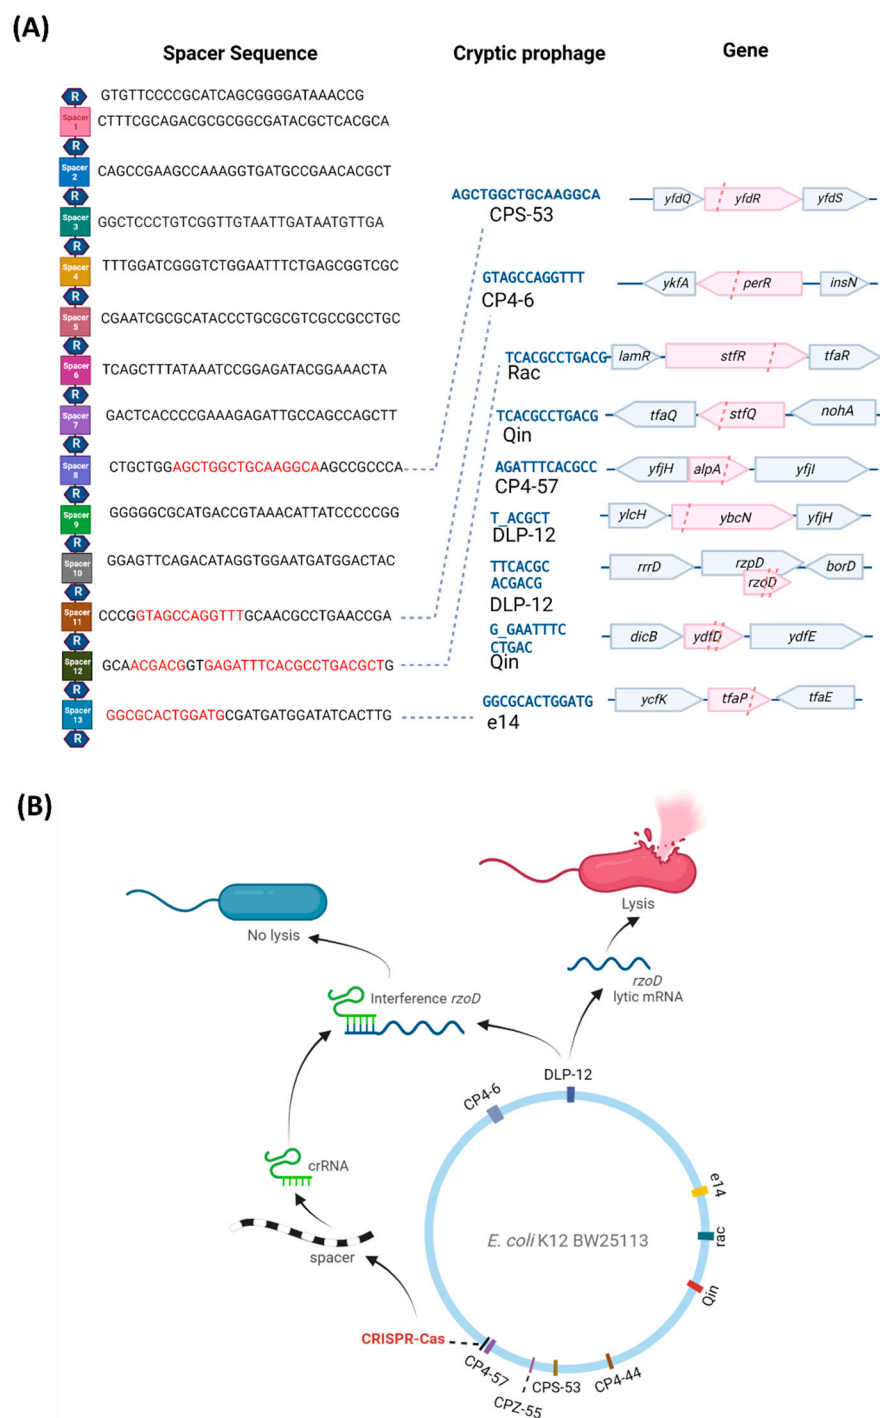 (A)
Spacer Sequence
Cryptic prophage
Gene
R
GTGTTCCCCGCATCAGCGGGGATAAACCG
Spacer
1
CTTTCGCAGACGCGCGGCGATACGCTCACGCA
R
Spacer
2
CAGCCGAAGCCAAAGGTGATGCCGAACACGCT
R
AGCTGGCTGCAAGGCA
CPS-53
yfdQ
yfdR
yfdS
Spacer
3
GGCTCCCTGTCGGTTGTAATTGATAATGTTGA
R
Spacer
4
TTTGGATCGGGTCTGGAATTTCTGAGCGGTCGC
R
GTAGCCAGGTTT
CP4-6
ykfA
perR
insN
Spacer
5
CGAATCGCGCATACCCTGCGCGTCGCCGCCTGC
R
TCACGCCTGACG
Rac
lamR
stfR
tfaR
Spacer
6
TCAGCTTTATAAATCCGGAGATACGGAAACTA
R
Spacer
7
GACTCACCCCGAAAGAGATTGCCAGCCAGCTT
R
TCACGCCTGACG
Qin
tfaQ
stfQ
nohA
Spacer
8
CTGCTGGAGCTGGCTGCAAGGCAAGCCGCCCA
R
AGATTTCACGCC
CP4-57
yfjH
alpA
yfjI
Spacer
9
GGGGGCGCATGACCGTAAACATTATCCCCCGG
R
T_ACGCT
DLP-12
ylcH
ybcN
yfjH
Spacer
10
GGAGTTCAGACATAGGTGGAATGATGGACTAC
R
TTCACGC
ACGACG
DLP-12
rrrD
rzpD
rzoD
borD
Spacer
11
CCCGGTAGCCAGGTTTGCAACGCCTGAACCGA
R
G_GAATTTC
CTGAC
Qin
dicB
ydfD
ydfE
Spacer
12
GCAACGACGGTGAGATTTCACGCCTGACGCTG
R
Spacer
13
GGCGCACTGGATGCGATGATGGATATCACTTG
R
GGCGCACTGGATG
e14
ycfK
tfaP
tfaE
(B)
No lysis
Lysis
Interference rzoD
rzoD
lytic mRNA
DLP-12
CP4-6
crRNA
e14
rac
spacer
E. coli K12 BW25113
Qin
CRISPR-Cas
CP4-57
CPZ-55
CPS-53
CP4-44